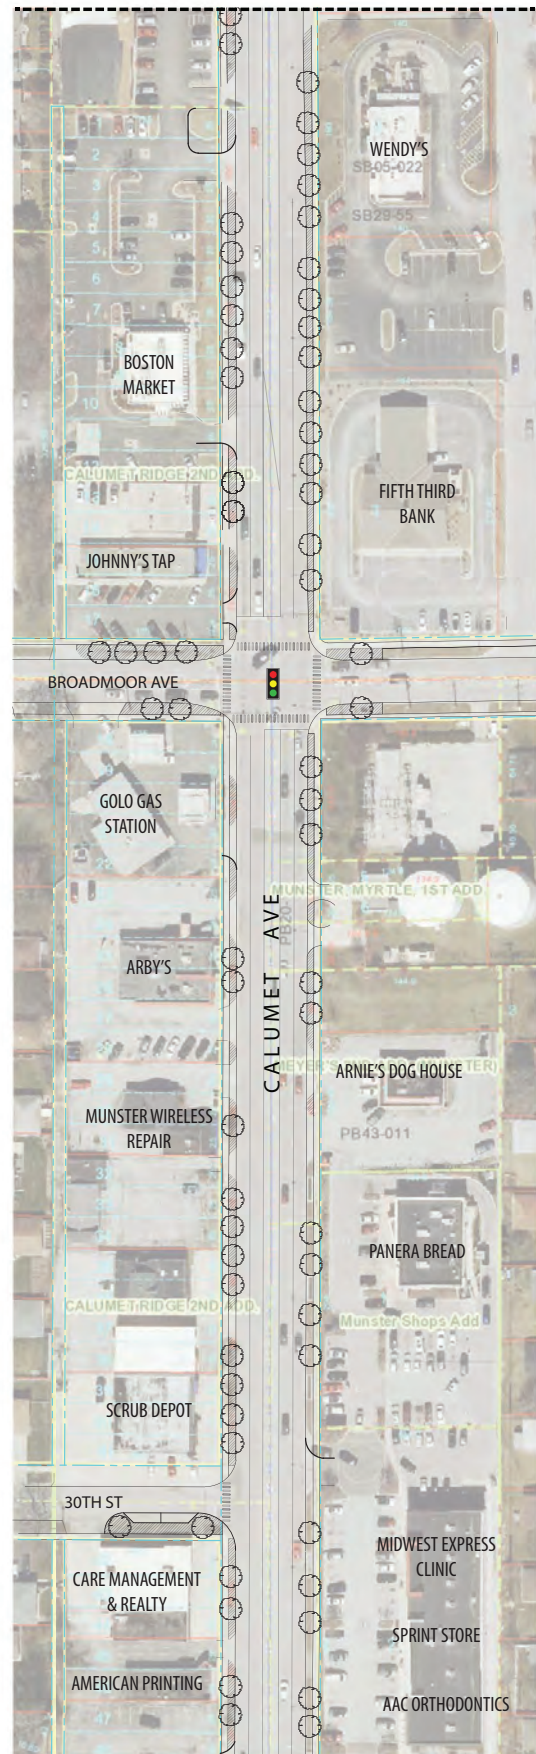 WENDY'S
SB05-022
SB29-55
BOSTON
MARKET
CALUMET RIDGE 2ND ADD.
FIFTH THIRD
BANK
JOHNNY'S TAP
BROADMOOR AVE
GOLO GAS
STATION
MUNSTER, MYRTLE, 1ST ADD
CALUMET AVE
ARBY'S
ARNIE'S DOG HOUSE
MUNSTER WIRELESS
REPAIR
PB43-011
PANERA BREAD
CALUMET RIDGE 2ND ADD.
Munster Shops Add
SCRUB DEPOT
30TH ST
MIDWEST EXPRESS
CLINIC
CARE MANAGEMENT
& REALTY
SPRINT STORE
AMERICAN PRINTING
AAC ORTHODONTICS
47